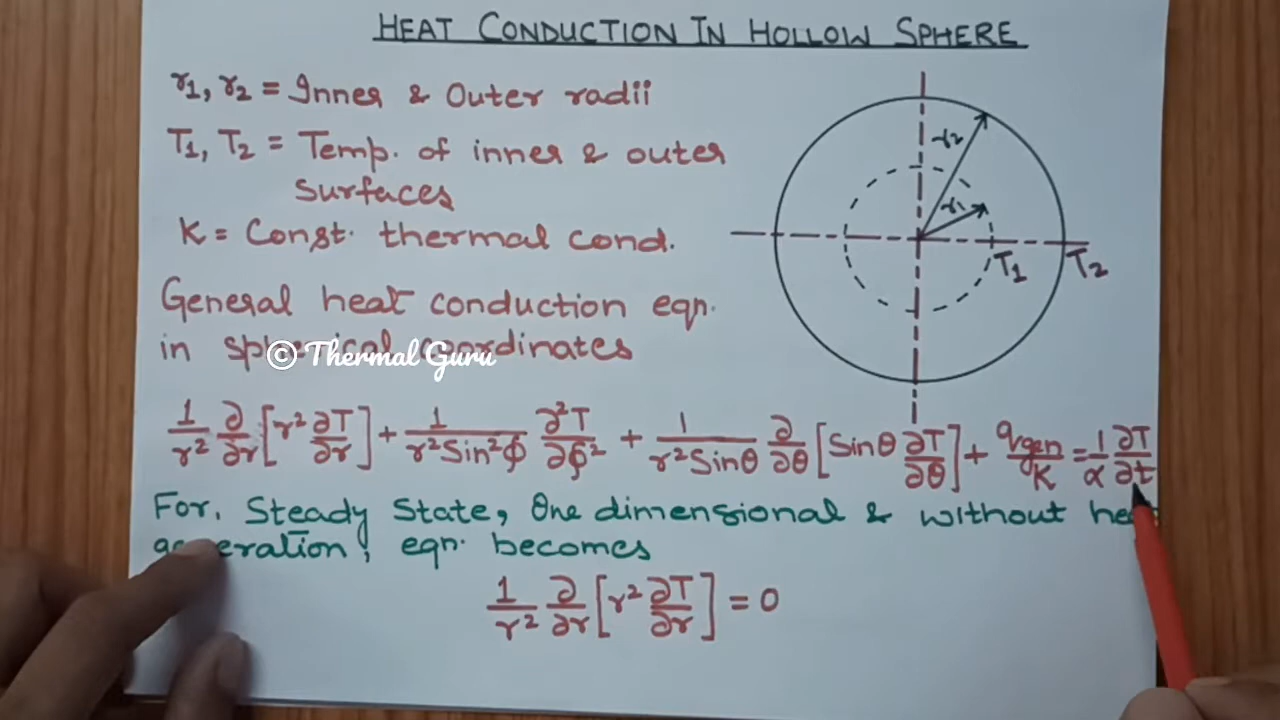 HEAT CONDUCTION IN HOLLOW SPHERE
r1, r2 = Inner & Outer radii
T1, T2 = Temp. of inner & outer
Surfaces
K = Const. thermal cond.
r2
r1
T1 T2
General heat conduction eqn.
in spherical coordinates
© Thermal Guru
1/r² ∂/∂r [r² ∂T/∂r] + 1/r² Sin²ϕ ∂²T/∂ϕ² + 1/r² Sinθ ∂/∂θ [Sinθ ∂T/∂θ] + qgen/K = 1/α ∂T/∂t
For, Steady State, One dimensional & without heat
generation, eqn. becomes
1/r² ∂/∂r [r² ∂T/∂r] = 0